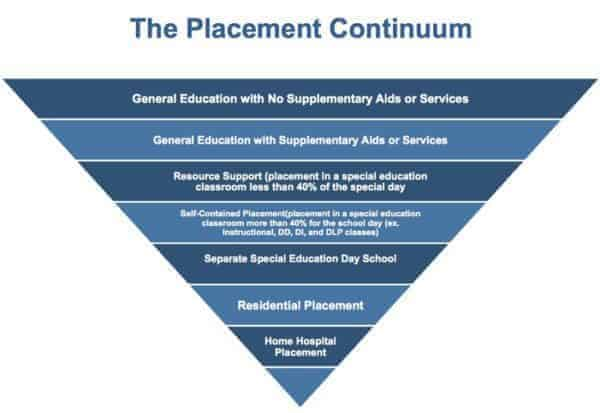 The Placement Continuum
General Education with No Supplementary Aids or Services
General Education with Supplementary Aids or Services
Resource Support (placement in a special education
classroom less than 40% of the special day
Self-Contained Placement(placement in a special education
classroom more than 40% for the school day (ex.
Instructional, DD, DI, and DLP classes)
Separate Special Education Day School
Residential Placement
Home Hospital
Placement